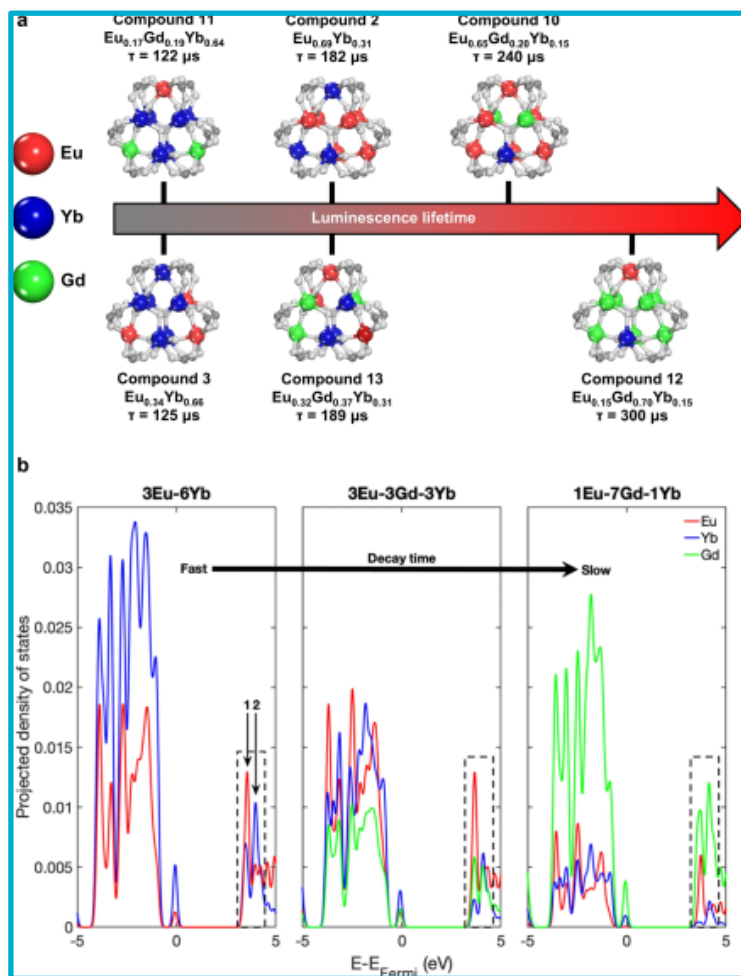 a
Compound 11
Eu0.17Gd0.19Yb0.64
τ = 122 μs
Compound 2
Eu0.69Yb0.31
τ = 182 μs
Compound 10
Eu0.65Gd0.20Yb0.15
τ = 240 μs
Eu
Yb
Gd
Luminescence lifetime
Compound 3
Eu0.34Yb0.66
τ = 125 μs
Compound 13
Eu0.32Gd0.37Yb0.31
τ = 189 μs
Compound 12
Eu0.15Gd0.70Yb0.15
τ = 300 μs
b
3Eu-6Yb
3Eu-3Gd-3Yb
1Eu-7Gd-1Yb
Projected density of states
0.035
0.03
0.025
0.02
0.015
0.01
0.005
0
Fast
Decay time
Slow
Eu
Yb
Gd
1 2
-5 0 5
-5 0 5
-5 0 5
E-EFermi (eV)